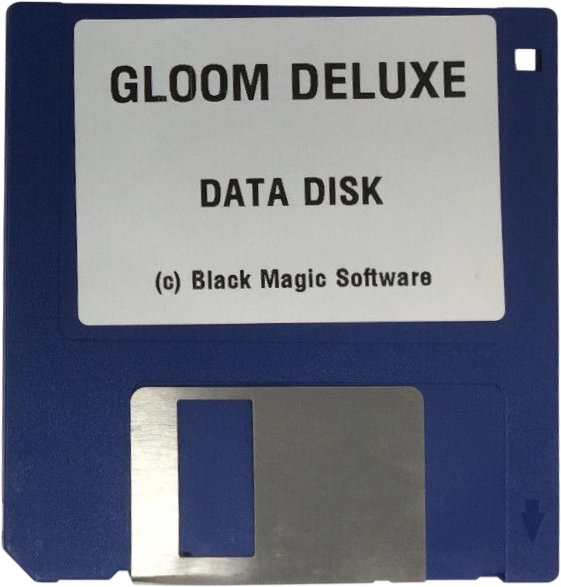 GLOOM DELUXE
DATA DISK
(c) Black Magic Software